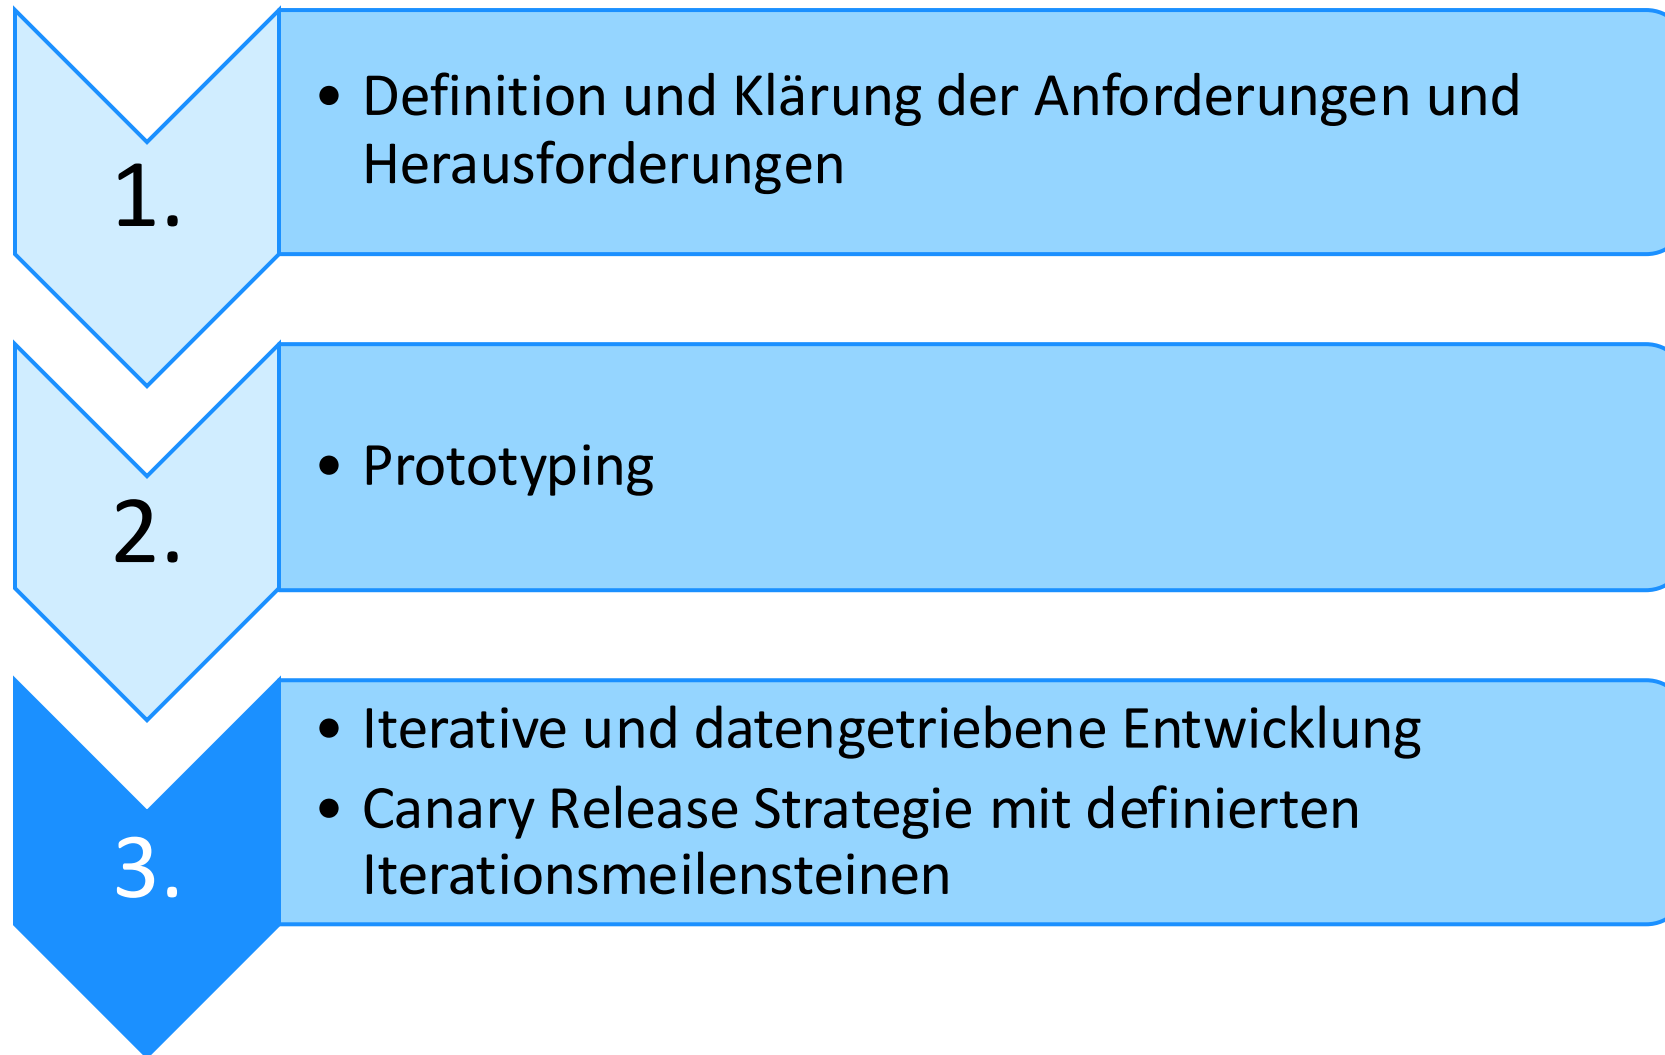 1.
• Definition und Klärung der Anforderungen und
Herausforderungen
2.
• Prototyping
3.
• Iterative und datengetriebene Entwicklung
• Canary Release Strategie mit definierten
Iterationsmeilensteinen